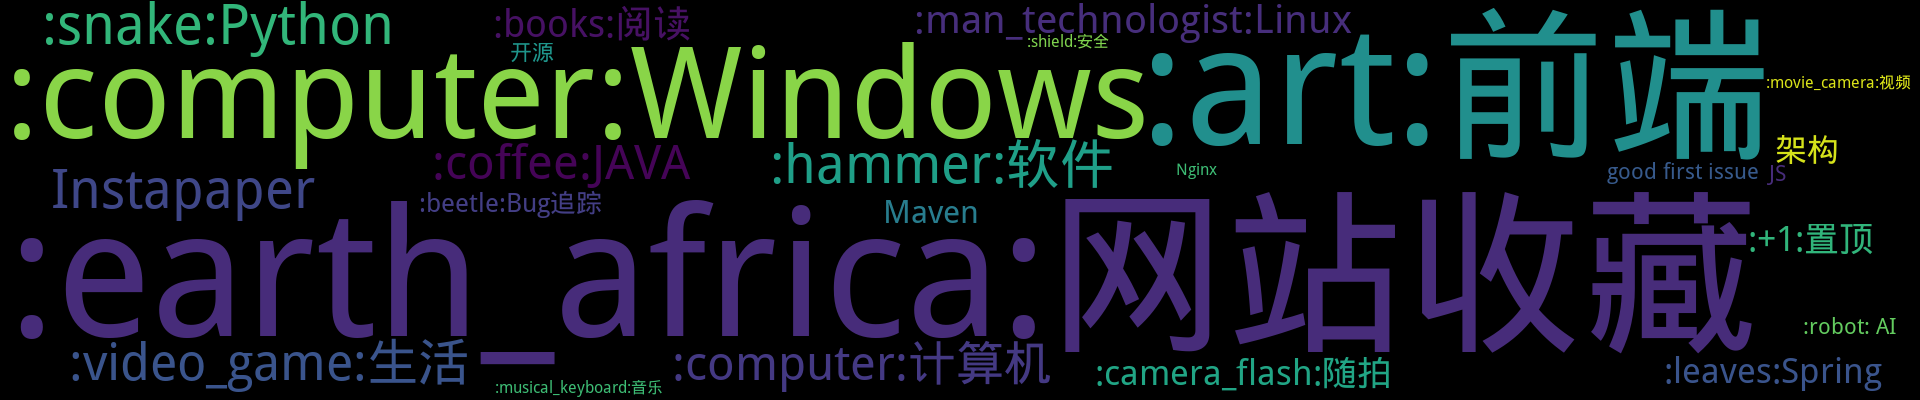 :snake:Python
:books:阅读
:man_technologist:Linux
开源
:shield:安全
:computer:Windows
:art:前端
:movie_camera:视频
Instapaper
:coffee:JAVA
:hammer:软件
Nginx
good first issue
JS
架构
:beetle:Bug追踪
Maven
:earth_africa:网站收藏
:+1:置顶
:robot: AI
:video_game:生活
:musical_keyboard:音乐
:computer:计算机
:camera_flash:随拍
:leaves:Spring